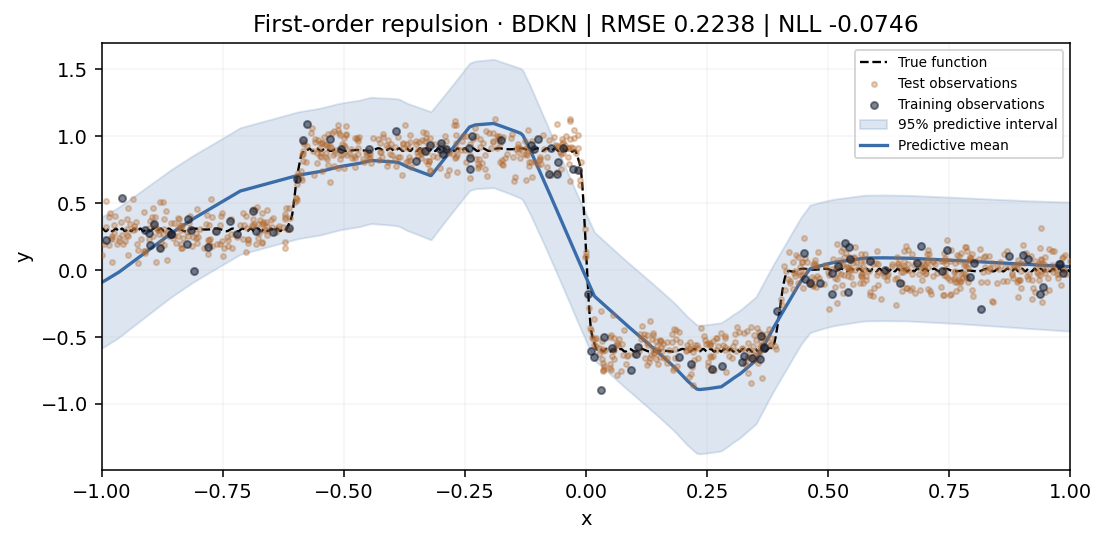 First-order repulsion · BDKN | RMSE 0.2238 | NLL -0.0746
True function
Test observations
Training observations
95% predictive interval
Predictive mean
y
1.5
1.0
0.5
0.0
−0.5
−1.0
−1.00 −0.75 −0.50 −0.25 0.00 0.25 0.50 0.75 1.00
x